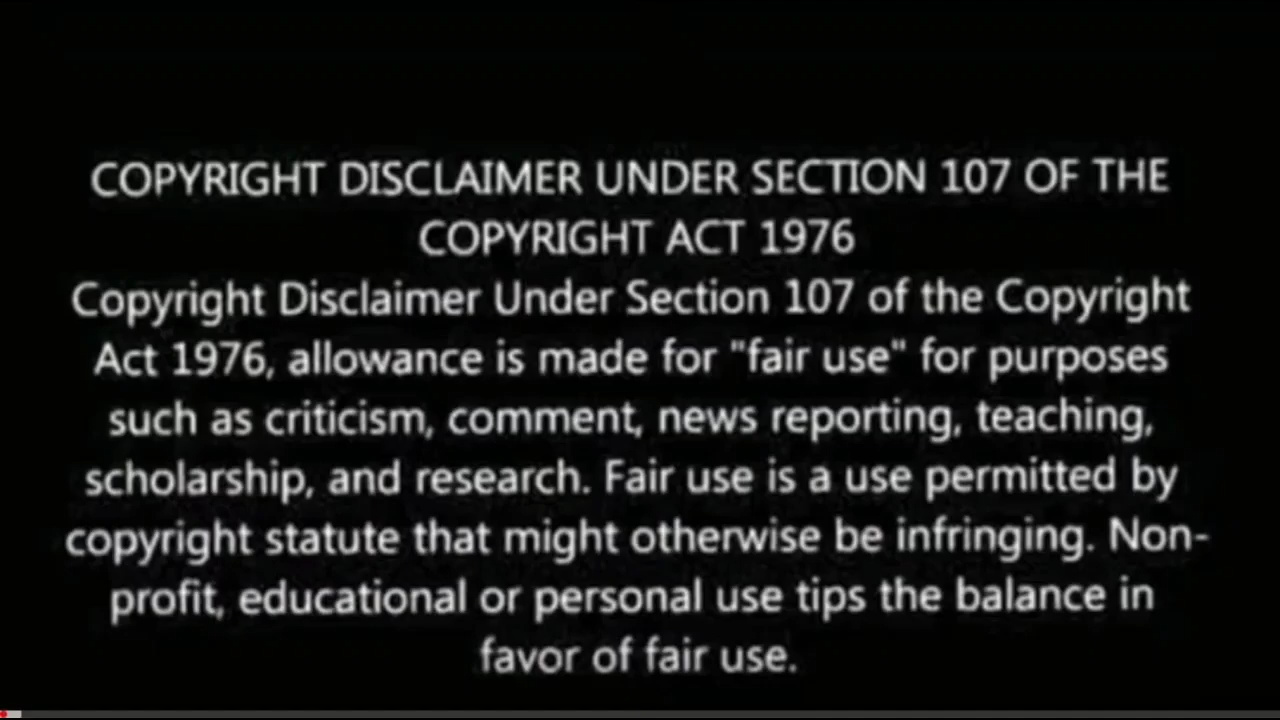 COPYRIGHT DISCLAIMER UNDER SECTION 107 OF THE
COPYRIGHT ACT 1976
Copyright Disclaimer Under Section 107 of the Copyright
Act 1976, allowance is made for "fair use" for purposes
such as criticism, comment, news reporting, teaching,
scholarship, and research. Fair use is a use permitted by
copyright statute that might otherwise be infringing. Non-
profit, educational or personal use tips the balance in
favor of fair use.